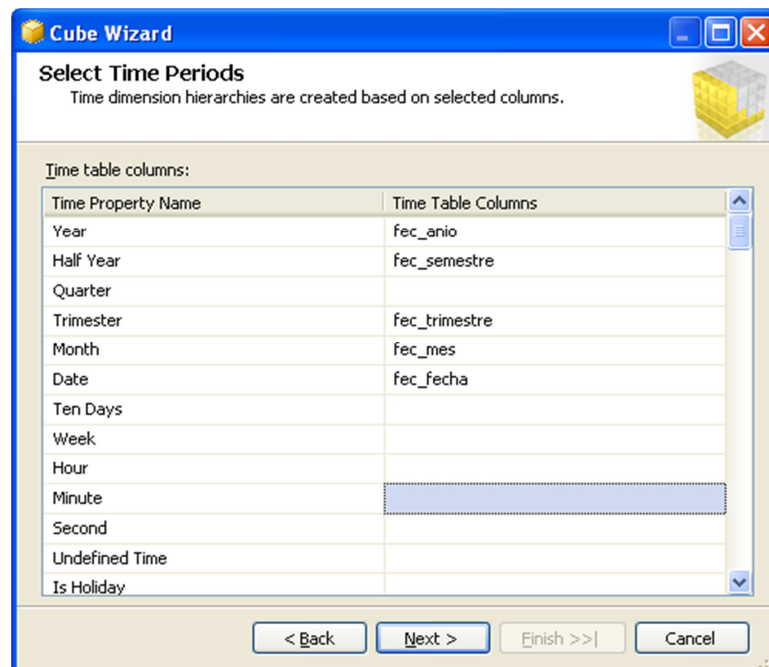 Cube Wizard
Select Time Periods
Time dimension hierarchies are created based on selected columns.
Time table columns:
Time Property Name Time Table Columns
Year fec_anio
Half Year fec_semestre
Quarter
Trimester fec_trimestre
Month fec_mes
Date fec_fecha
Ten Days
Week
Hour
Minute
Second
Undefined Time
Is Holiday
< Back Next > Finish >>| Cancel